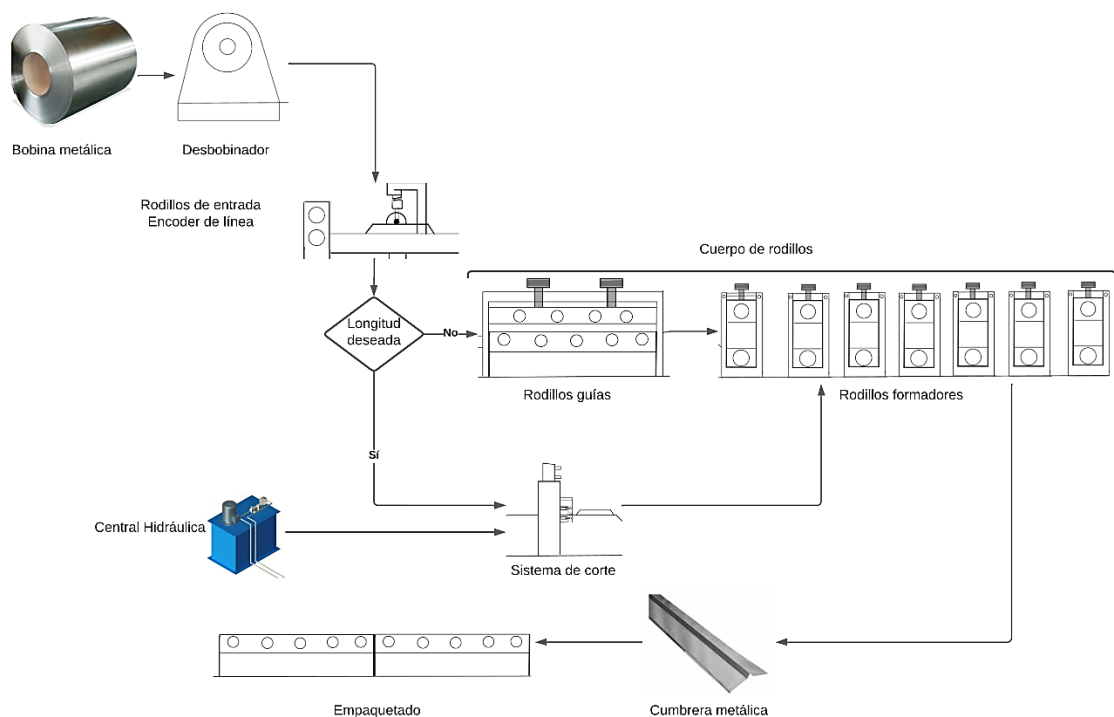 Bobina metálica
Desbobinador
Rodillos de entrada
Encoder de línea
Cuerpo de rodillos
Longitud
deseada
No
Rodillos guías
Rodillos formadores
Sí
Central Hidráulica
Sistema de corte
Empaquetado
Cumbrera metálica